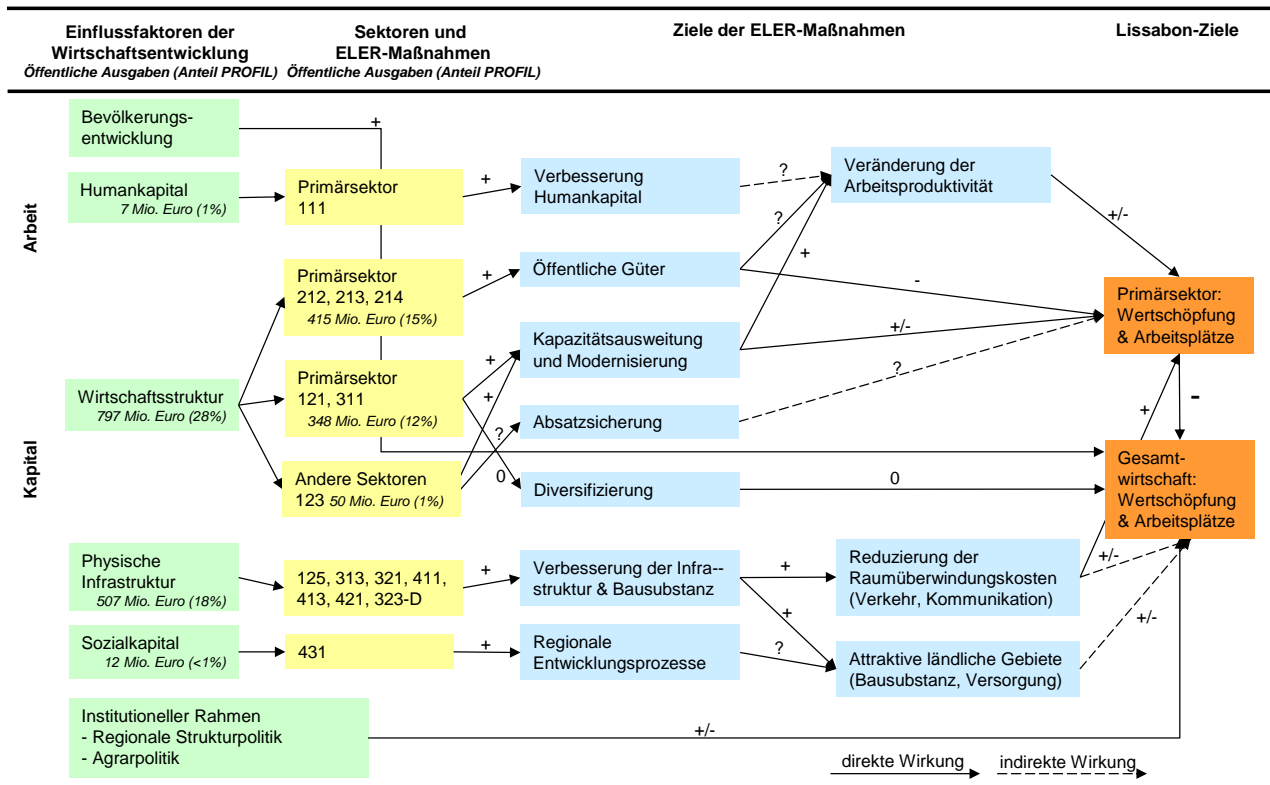 Einflussfaktoren der
Wirtschaftsentwicklung
Öffentliche Ausgaben (Anteil PROFIL)
Sektoren und
ELER-Maßnahmen
Öffentliche Ausgaben (Anteil PROFIL)
Ziele der ELER-Maßnahmen
Lissabon-Ziele
Arbeit
Kapital
Bevölkerungs-
entwicklung
+
Humankapital
7 Mio. Euro (1%)
Primärsektor
111
+
Verbesserung
Humankapital
?
Veränderung der
Arbeitsproduktivität
+/-
?
+
Primärsektor
212, 213, 214
415 Mio. Euro (15%)
+
Öffentliche Güter
-
Primärsektor:
Wertschöpfung
& Arbeitsplätze
Wirtschaftsstruktur
797 Mio. Euro (28%)
Primärsektor
121, 311
348 Mio. Euro (12%)
+
+
Kapazitätsausweitung
und Modernisierung
+/-
?
?
Absatzsicherung
+
-
Andere Sektoren
123 50 Mio. Euro (1%)
0
Diversifizierung
0
Gesamt-
wirtschaft:
Wertschöpfung
& Arbeitsplätze
Physische
Infrastruktur
507 Mio. Euro (18%)
125, 313, 321, 411,
413, 421, 323-D
+
Verbesserung der Infra--
struktur & Bausubstanz
+
+
Reduzierung der
Raumüberwindungskosten
(Verkehr, Kommunikation)
+/-
Sozialkapital
12 Mio. Euro (<1%)
431
+
Regionale
Entwicklungsprozesse
?
Attraktive ländliche Gebiete
(Bausubstanz, Versorgung)
+/-
Institutioneller Rahmen
- Regionale Strukturpolitik
- Agrarpolitik
+/-
direkte Wirkung
indirekte Wirkung